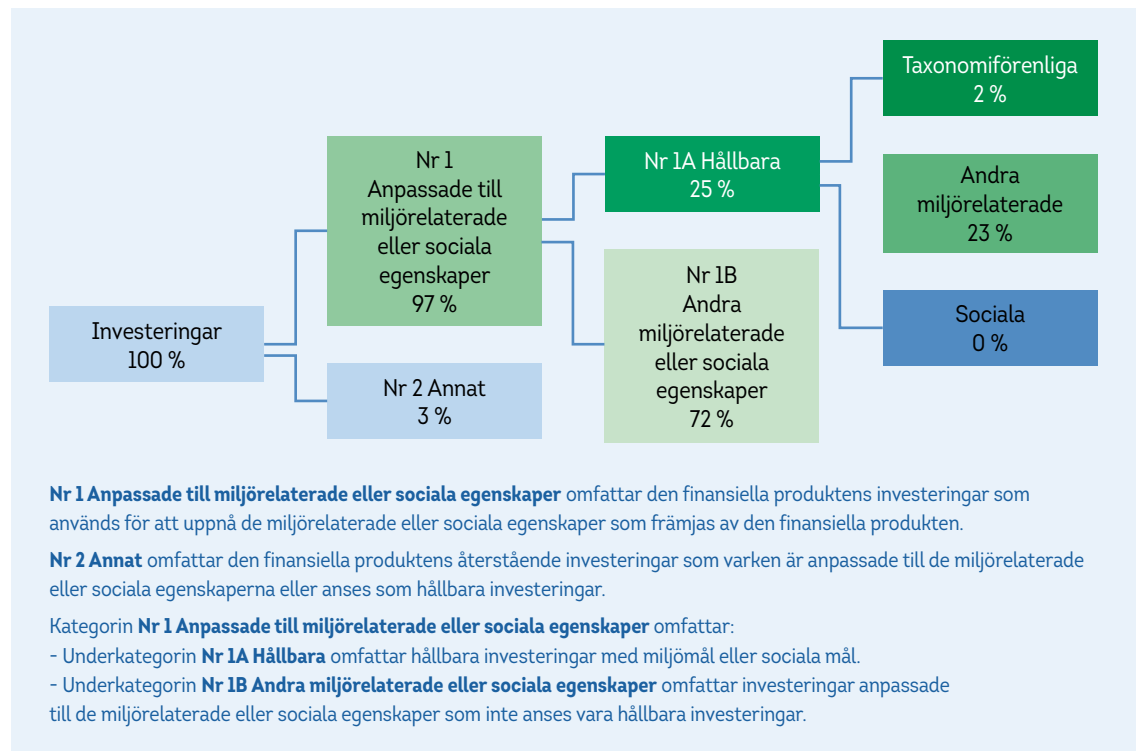 Investeringar
100 %
Nr 1
Anpassade till
miljörelaterade
eller sociala
egenskaper
97 %
Nr 2 Annat
3 %
Nr 1A Hållbara
25 %
Nr 1B
Andra
miljörelaterade
eller sociala
egenskaper
72 %
Taxonomiförenliga
2 %
Andra
miljörelaterade
23 %
Sociala
0 %
Nr 1 Anpassade till miljörelaterade eller sociala egenskaper omfattar den finansiella produktens investeringar som
används för att uppnå de miljörelaterade eller sociala egenskaper som främjas av den finansiella produkten.
Nr 2 Annat omfattar den finansiella produktens återstående investeringar som varken är anpassade till de miljörelaterade
eller sociala egenskaperna eller anses som hållbara investeringar.
Kategorin Nr 1 Anpassade till miljörelaterade eller sociala egenskaper omfattar:
- Underkategorin Nr 1A Hållbara omfattar hållbara investeringar med miljömål eller sociala mål.
- Underkategorin Nr 1B Andra miljörelaterade eller sociala egenskaper omfattar investeringar anpassade
till de miljörelaterade eller sociala egenskaper som inte anses vara hållbara investeringar.